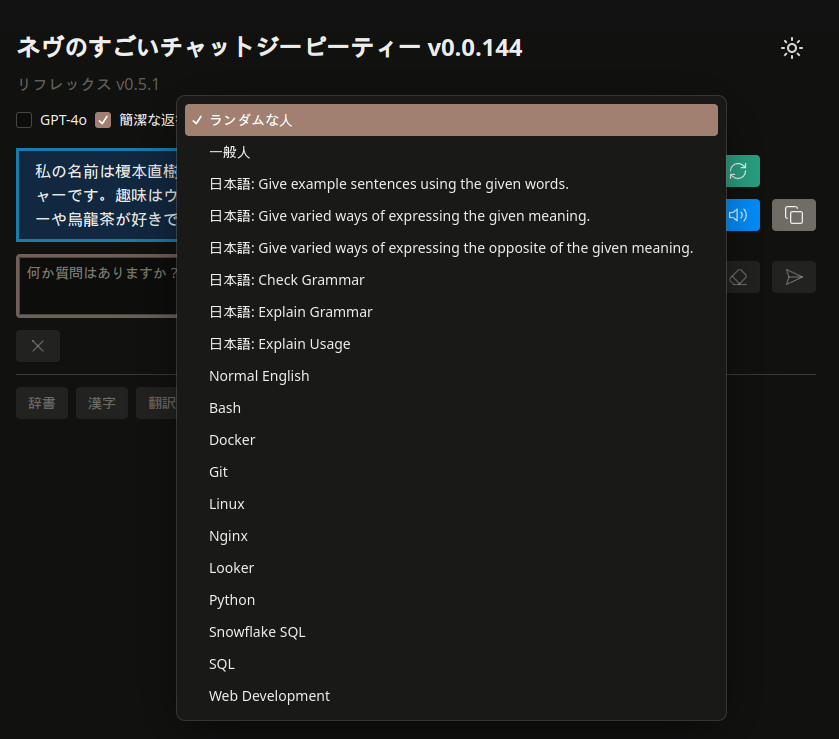 ネヴのすごいチャットジーピーティー v0.0.144
リフレックス v0.5.1
GPT-4o 簡潔な返
私の名前は榎本直樹
ャーです。趣味はウ
ーや烏龍茶が好きで
何か質問はありますか？
辞書 漢字 翻訳
ランダムな人
一般人
日本語: Give example sentences using the given words.
日本語: Give varied ways of expressing the given meaning.
日本語: Give varied ways of expressing the opposite of the given meaning.
日本語: Check Grammar
日本語: Explain Grammar
日本語: Explain Usage
Normal English
Bash
Docker
Git
Linux
Nginx
Looker
Python
Snowflake SQL
SQL
Web Development